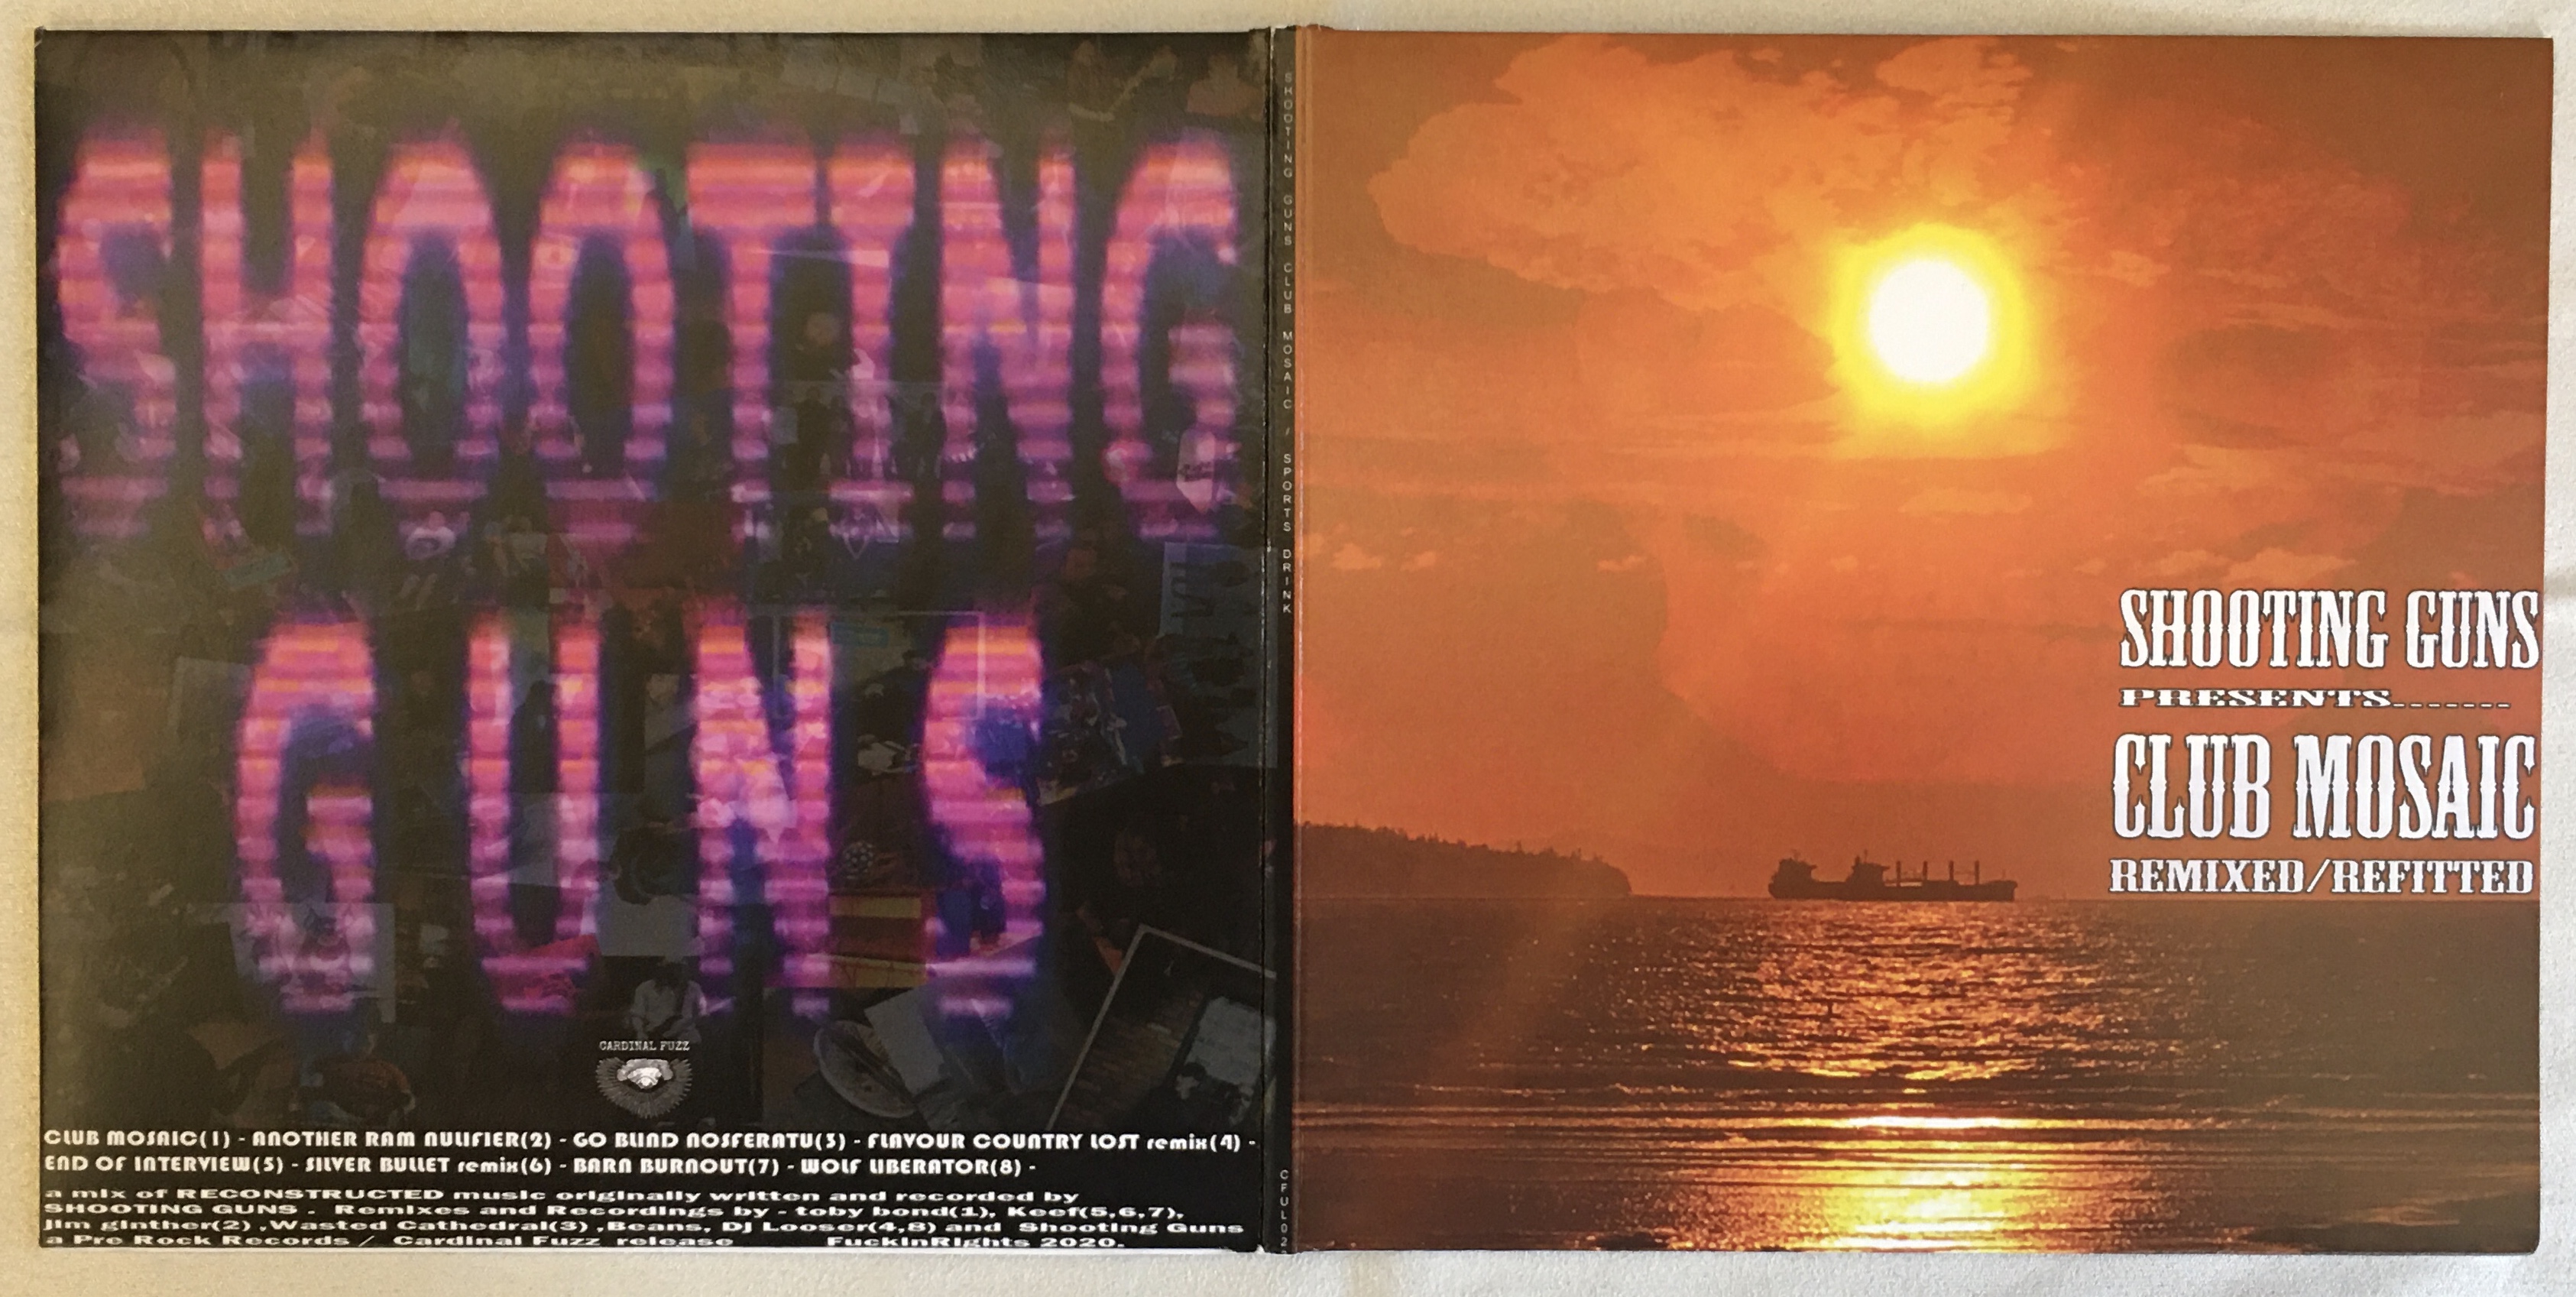 SHOOTING
GUNS
CARDINAL FUZZ
CLUB MOSAIC(1) - ANOTHER RAM NULIFIER(2) - GO BLIND NOSFERATU(3) - FLAVOUR COUNTRY LOST remix(4) -
END OF INTERVIEW(5) - SILVER BULLET remix(6) - BARN BURNOUT(7) - WOLF LIBERATOR(8) -
a mix of RECONSTRUCTED music originally written and recorded by
SHOOTING GUNS - Remixes and Recordings by - toby bond(1), Keef(5,6,7),
jim ginther(2) ,Wasted Cathedral(3) ,Beans, DJ Looser(4,8) and Shooting Guns
a Pre Rock Records / Cardinal Fuzz release FuckinRights 2020.
SHOOTING GUNS CLUB MOSAIC / SPORTS DRINK
SHOOTING GUNS
PRESENTS.......
CLUB MOSAIC
REMIXED/REFITTED